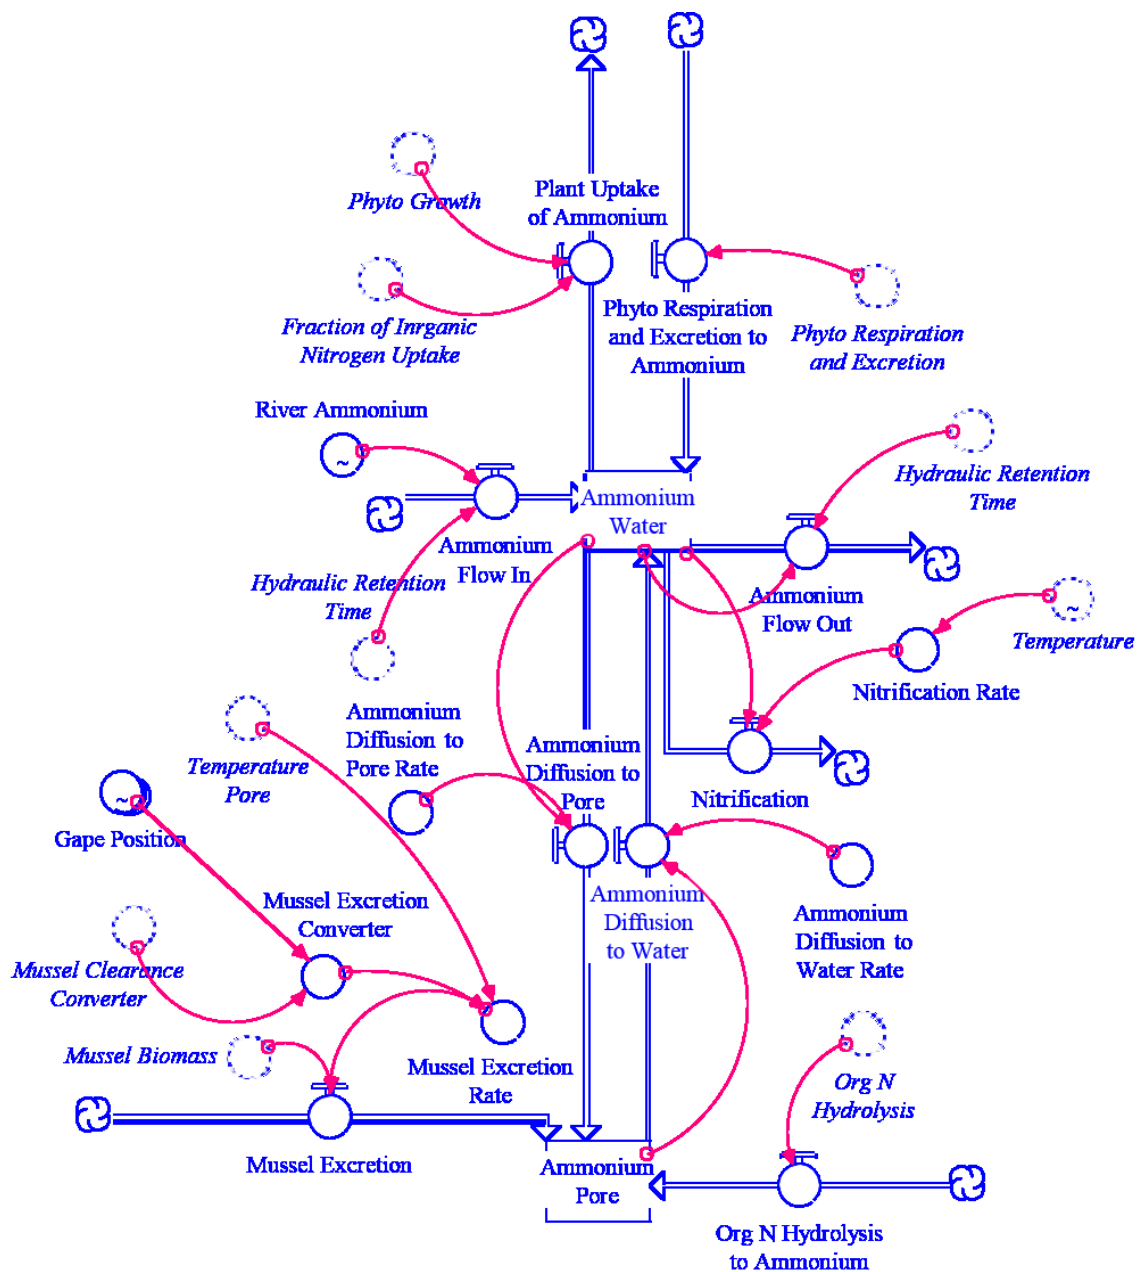 Plant Uptake
of Ammonium
Phyto Growth
Fraction of Inrganic
Nitrogen Uptake
Phyto Respiration
and Excretion to
Ammonium
Phyto Respiration
and Excretion
River Ammonium
~
Hydraulic Retention
Time
Ammonium
Water
Ammonium
Flow In
Hydraulic Retention
Time
Ammonium
Flow Out
~
Temperature
Nitrification Rate
Ammonium
Diffusion to
Pore Rate
Ammonium
Diffusion to
Pore
Temperature
Pore
Nitrification
~
Gape Position
Mussel Excretion
Converter
Ammonium
Diffusion
to Water
Ammonium
Diffusion to
Water Rate
Mussel Clearance
Converter
Mussel Biomass
Mussel Excretion
Rate
Org N
Hydrolysis
Mussel Excretion
Ammonium
Pore
Org N Hydrolysis
to Ammonium